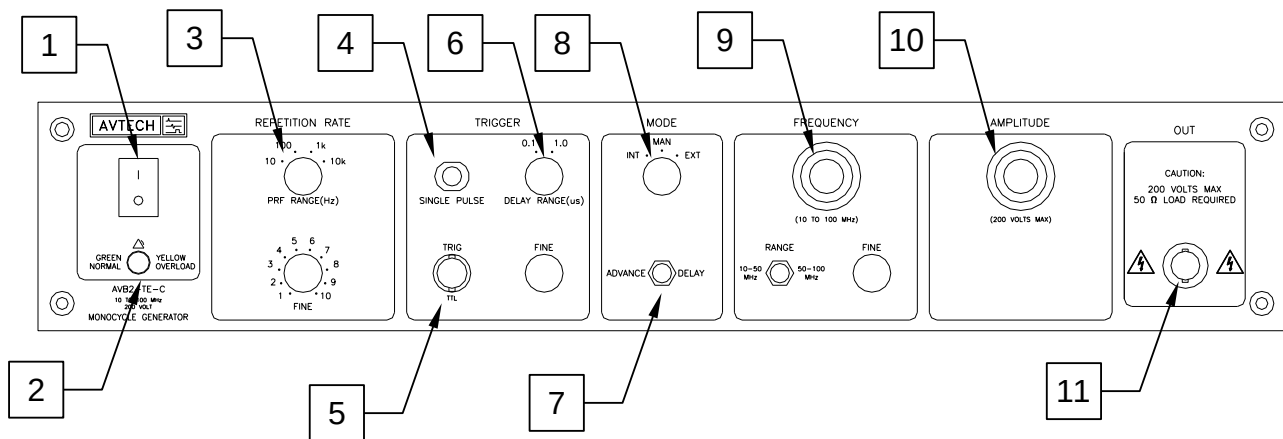 1
3
4
6
8
9
10
AVTECH
REPETITION RATE
TRIGGER
MODE
FREQUENCY
AMPLITUDE
OUT
I
GREEN NORMAL
YELLOW OVERLOAD
10 TO 100 MHz
200 VOLT
MONOCYCLE GENERATOR
10
100
1k
10k
PRF RANGE(Hz)
1
2
3
4
5
6
7
8
9
10
FINE
SINGLE PULSE
0.1
1.0
DELAY RANGE(us)
TRIG
TTL
FINE
INT
MAN
EXT
ADVANCE
DELAY
(10 TO 100 MHz)
RANGE
10-50 MHz
50-100 MHz
FINE
(200 VOLTS MAX)
CAUTION:
200 VOLTS MAX
50 Ω LOAD REQUIRED
2
5
7
11